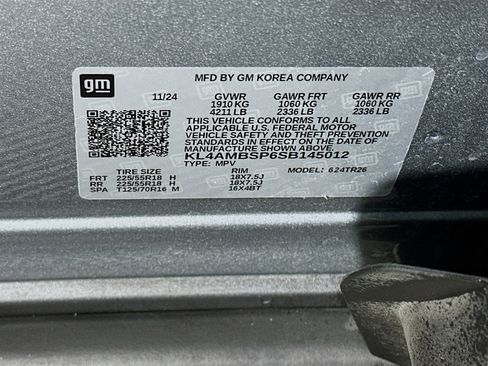 gm
MFD BY GM KOREA COMPANY
11/24 GVWR GAWR FRT GAWR RR
1910 KG 1060 KG 1060 KG
4211 LB 2336 LB 2336 LB
THIS VEHICLE CONFORMS TO ALL
APPLICABLE U.S. FEDERAL MOTOR
VEHICLE SAFETY AND THEFT PREVENTION
STANDARDS IN EFFECT ON THE DATE OF
MANUFACTURE SHOWN ABOVE.
KL4AMBSP6SB145012
TYPE: MPV MODEL: 624TR26
TIRE SIZE RIM
FRT 225/55R18 H 18X7.5J
RR 225/55R18 H 18X7.5J
SPA T125/70R16 M 16X4BT